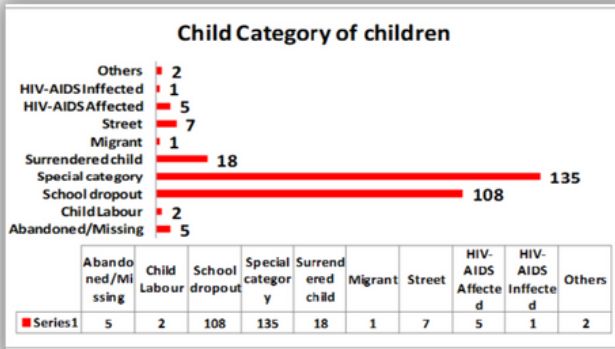 Child Category of children
Others 2
HIV-AIDS Inffected 1
HIV-AIDS Affected 5
Street 7
Migrant 1
Surrendered child 18
Special category 135
School dropout 108
Child Labour 2
Abandoned/Missing 5
Aband
oned/Mi
ssing
Child
Labour
School
dropout
Special
categor
y
Surrend
ered
child
Migrant
Street
HIV-
AIDS
Affecte
d
HIV-
AIDS
Inffecte
d
Others
Series1 5 2 108 135 18 1 7 5 1 2